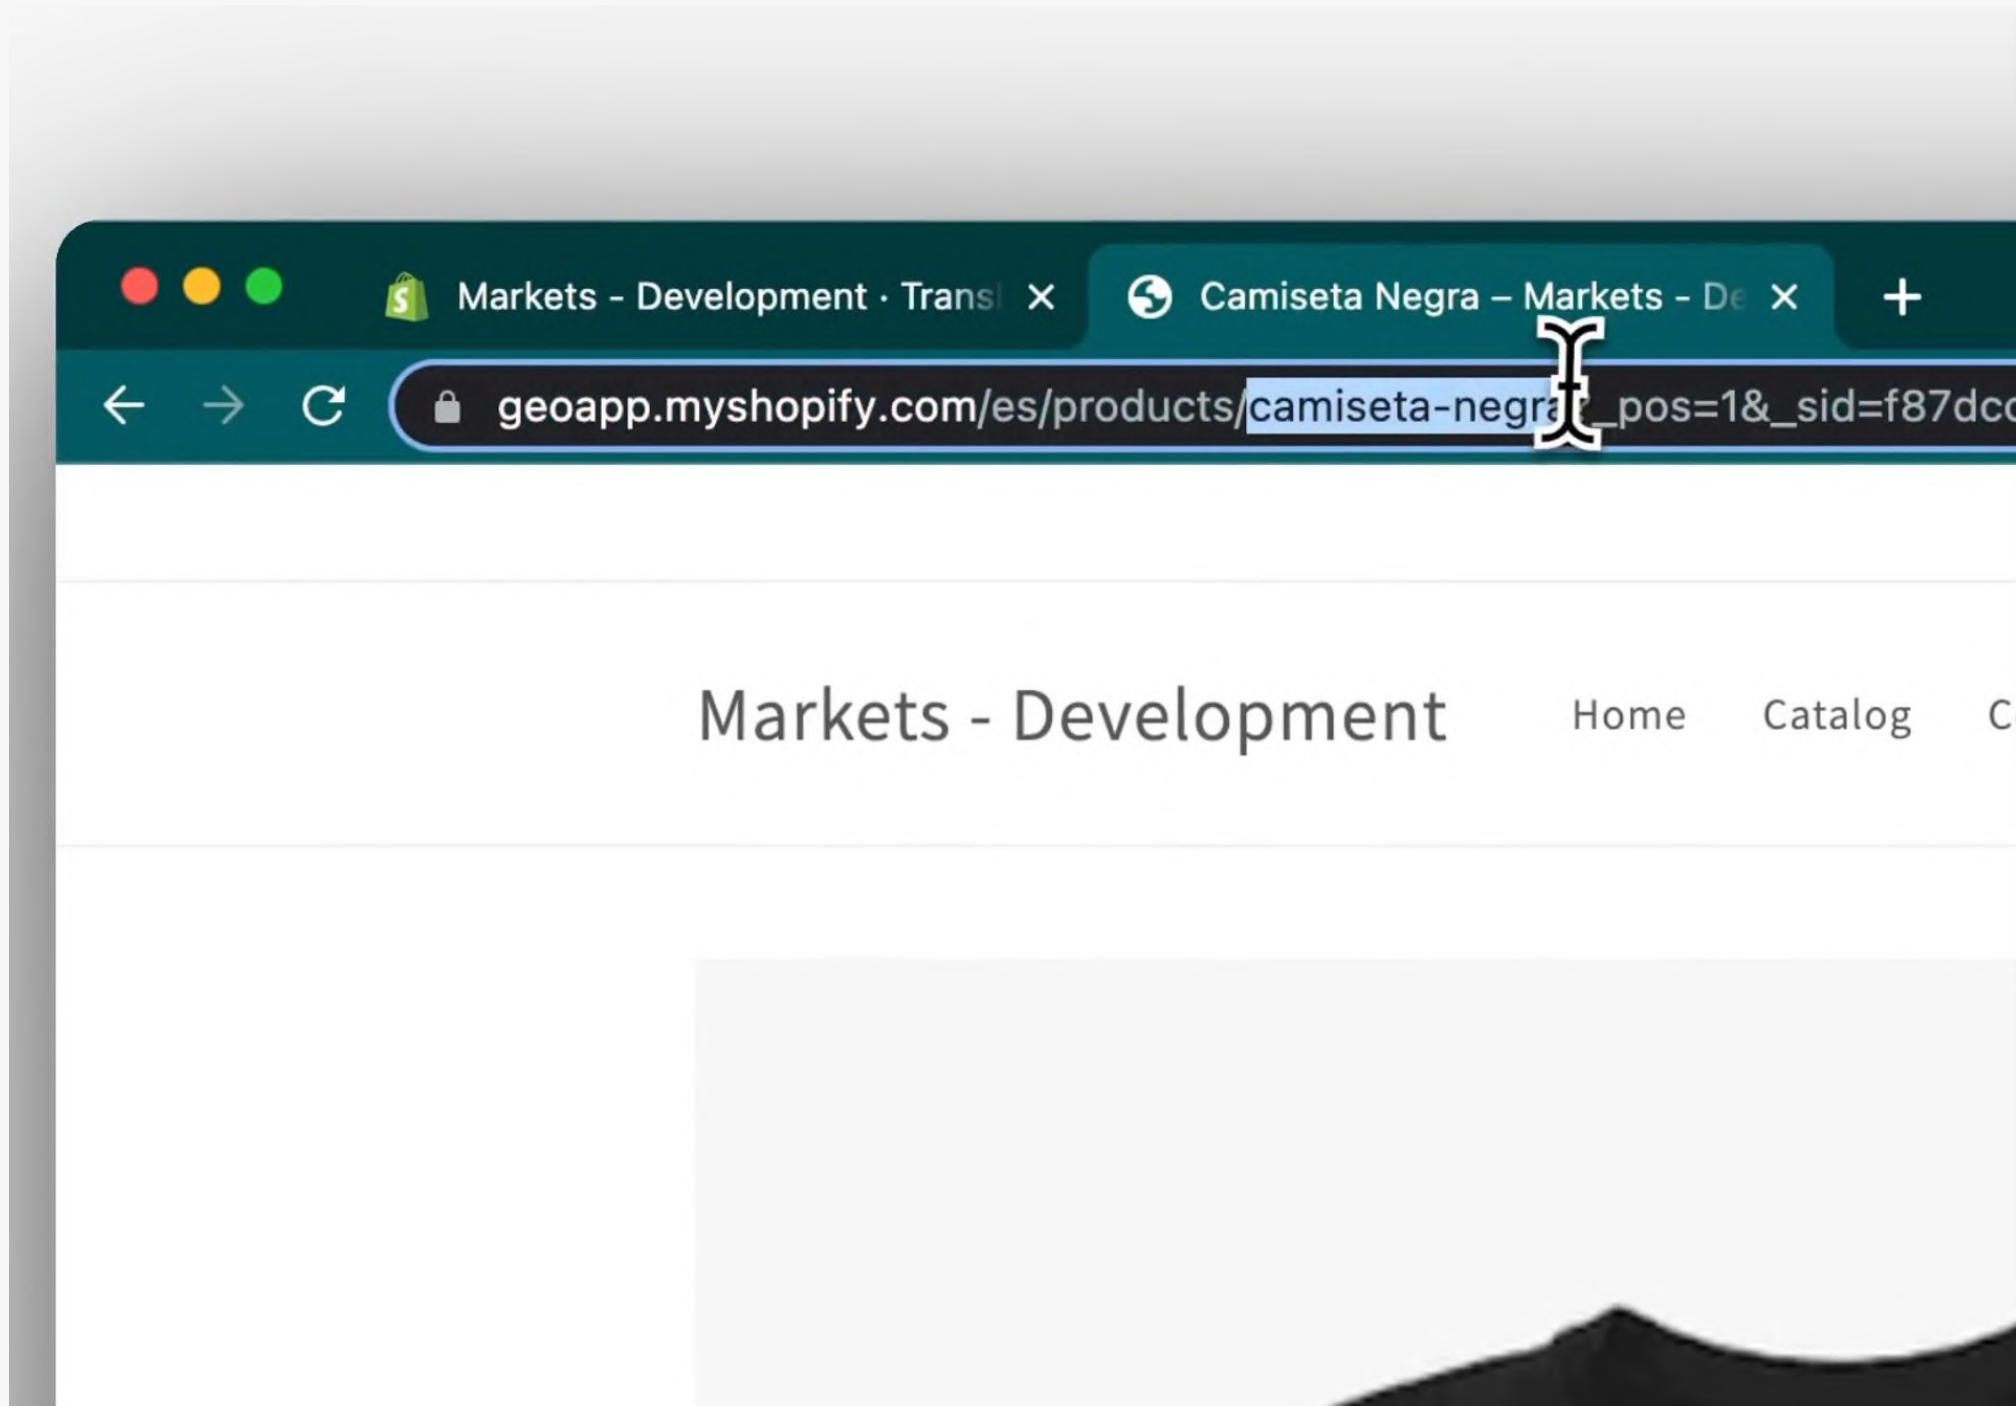 Markets - Development · Transl
Camiseta Negra – Markets - De
geoapp.myshopify.com/es/products/camiseta-negra?_pos=1&_sid=f87dcc
Markets - Development
Home
Catalog
C